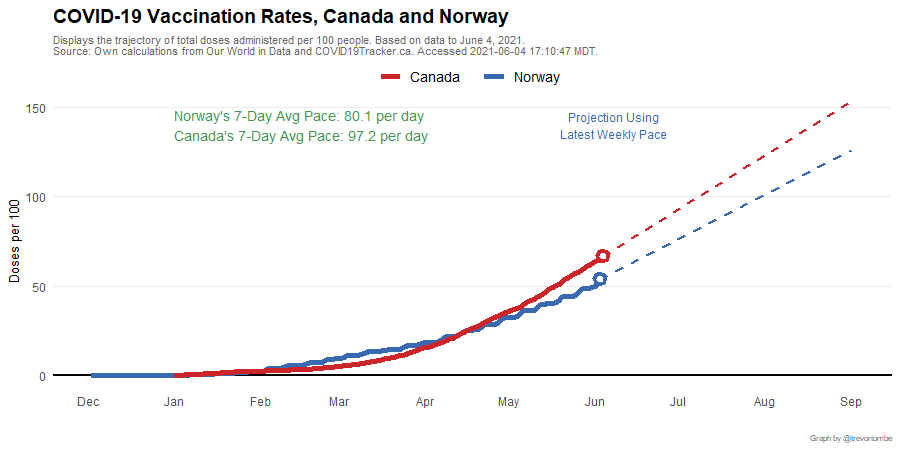 COVID-19 Vaccination Rates, Canada and Norway
Displays the trajectory of total doses administered per 100 people. Based on data to June 4, 2021.
Source: Own calculations from Our World in Data and COVID19Tracker.ca. Accessed 2021-06-04 17:10:47 MDT.
Canada Norway
Norway's 7-Day Avg Pace: 80.1 per day
Canada's 7-Day Avg Pace: 97.2 per day
Projection Using
Latest Weekly Pace
Doses per 100
150
100
50
0
Dec Jan Feb Mar Apr May Jun Jul Aug Sep
Graph by @trevortombe